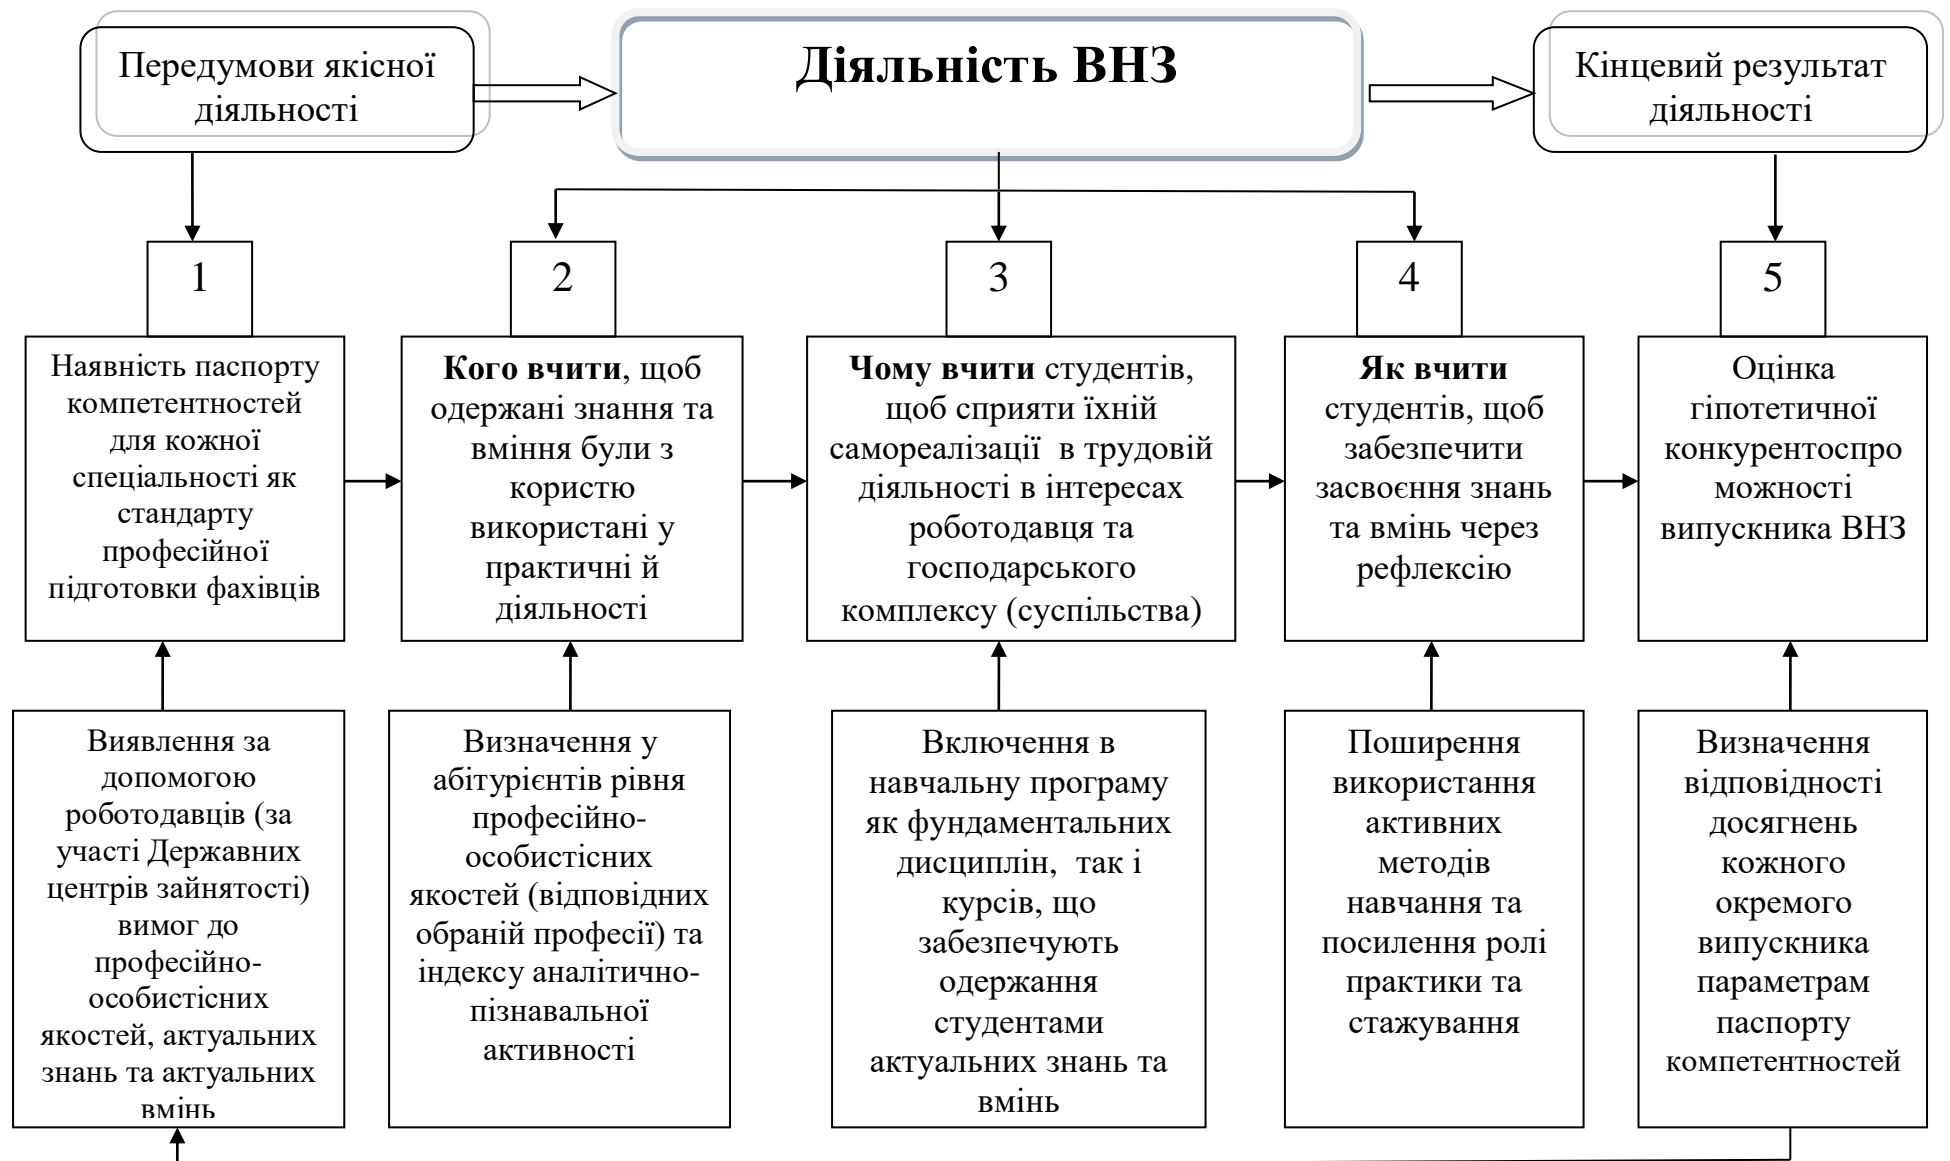 Передумови якісної
діяльності
Діяльність ВНЗ
Кінцевий результат
діяльності
1
2
3
4
5
Наявність паспорту
компетентностей
для кожної
спеціальності як
стандарту
професійної
підготовки фахівців
Кого вчити, щоб
одержані знання та
вміння були з
користю
використані у
практичні й
діяльності
Чому вчити студентів,
щоб сприяти їхній
самореалізації в трудовій
діяльності в інтересах
роботодавця та
господарського
комплексу (суспільства)
Як вчити
студентів, щоб
забезпечити
засвоєння знань
та вмінь через
рефлексію
Оцінка
гіпотетичної
конкурентоспро
можності
випускника ВНЗ
Виявлення за
допомогою
роботодавців (за
участі Державних
центрів зайнятості)
вимог до
професійно-
особистісних
якостей, актуальних
знань та актуальних
вмінь
Визначення у
абітурієнтів рівня
професійно-
особистісних
якостей (відповідних
обраній професії) та
індексу аналітично-
пізнавальної
активності
Включення в
навчальну програму
як фундаментальних
дисциплін, так і
курсів, що
забезпечують
одержання
студентами
актуальних знань та
вмінь
Поширення
використання
активних
методів
навчання та
посилення ролі
практики та
стажування
Визначення
відповідності
досягнень
кожного
окремого
випускника
параметрам
паспорту
компетентностей